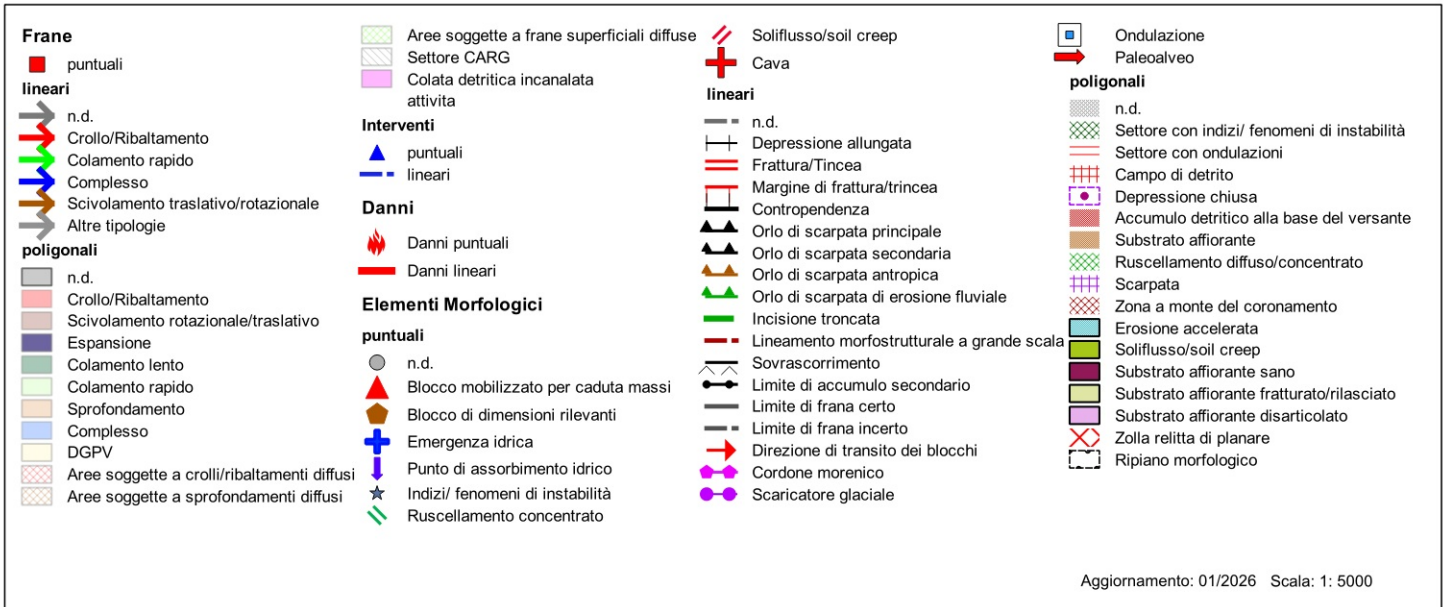 Frane
puntuali
lineari
n.d.
Crollo/Ribaltamento
Colamento rapido
Complesso
Scivolamento traslativo/rotazionale
Altre tipologie
poligonali
n.d.
Crollo/Ribaltamento
Scivolamento rotazionale/traslativo
Espansione
Colamento lento
Colamento rapido
Sprofondamento
Complesso
DGPV
Aree soggette a crolli/ribaltamenti diffusi
Aree soggette a sprofondamenti diffusi
Aree soggette a frane superficiali diffuse
Settore CARG
Colata detritica incanalata
attivita
Interventi
puntuali
lineari
Danni
Danni puntuali
Danni lineari
Elementi Morfologici
puntuali
n.d.
Blocco mobilizzato per caduta massi
Blocco di dimensioni rilevanti
Emergenza idrica
Punto di assorbimento idrico
Indizi/ fenomeni di instabilità
Ruscellamento concentrato
Soliflusso/soil creep
Cava
lineari
n.d.
Depressione allungata
Frattura/Tincea
Margine di frattura/trincea
Contropendenza
Orlo di scarpata principale
Orlo di scarpata secondaria
Orlo di scarpata antropica
Orlo di scarpata di erosione fluviale
Incisione troncata
Lineamento morfostrutturale a grande scala
Sovrascorrimento
Limite di accumulo secondario
Limite di frana certo
Limite di frana incerto
Direzione di transito dei blocchi
Cordone morenico
Scaricatore glaciale
Ondulazione
Paleoalveo
poligonali
n.d.
Settore con indizi/ fenomeni di instabilità
Settore con ondulazioni
Campo di detrito
Depressione chiusa
Accumulo detritico alla base del versante
Substrato affiorante
Ruscellamento diffuso/concentrato
Scarpata
Zona a monte del coronamento
Erosione accelerata
Soliflusso/soil creep
Substrato affiorante sano
Substrato affiorante fratturato/rilasciato
Substrato affiorante disarticolato
Zolla relitta di planare
Ripiano morfologico
Aggiornamento: 01/2026 Scala: 1: 5000